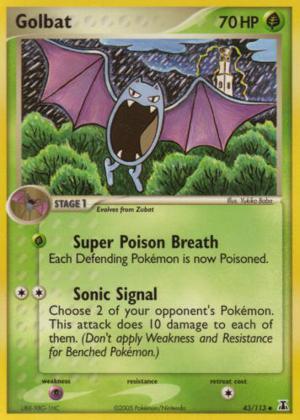 Golbat 70 HP
Illus. Yukiko Baba
STAGE 1
Evolves from Zubat
Super Poison Breath
Each Defending Pokémon is now Poisoned.
Sonic Signal
Choose 2 of your opponent's Pokémon.
This attack does 10 damage to each of
them. (Don't apply Weakness and Resistance
for Benched Pokémon.)
weakness resistance retreat cost
©2005 Pokémon/Nintendo 43/113